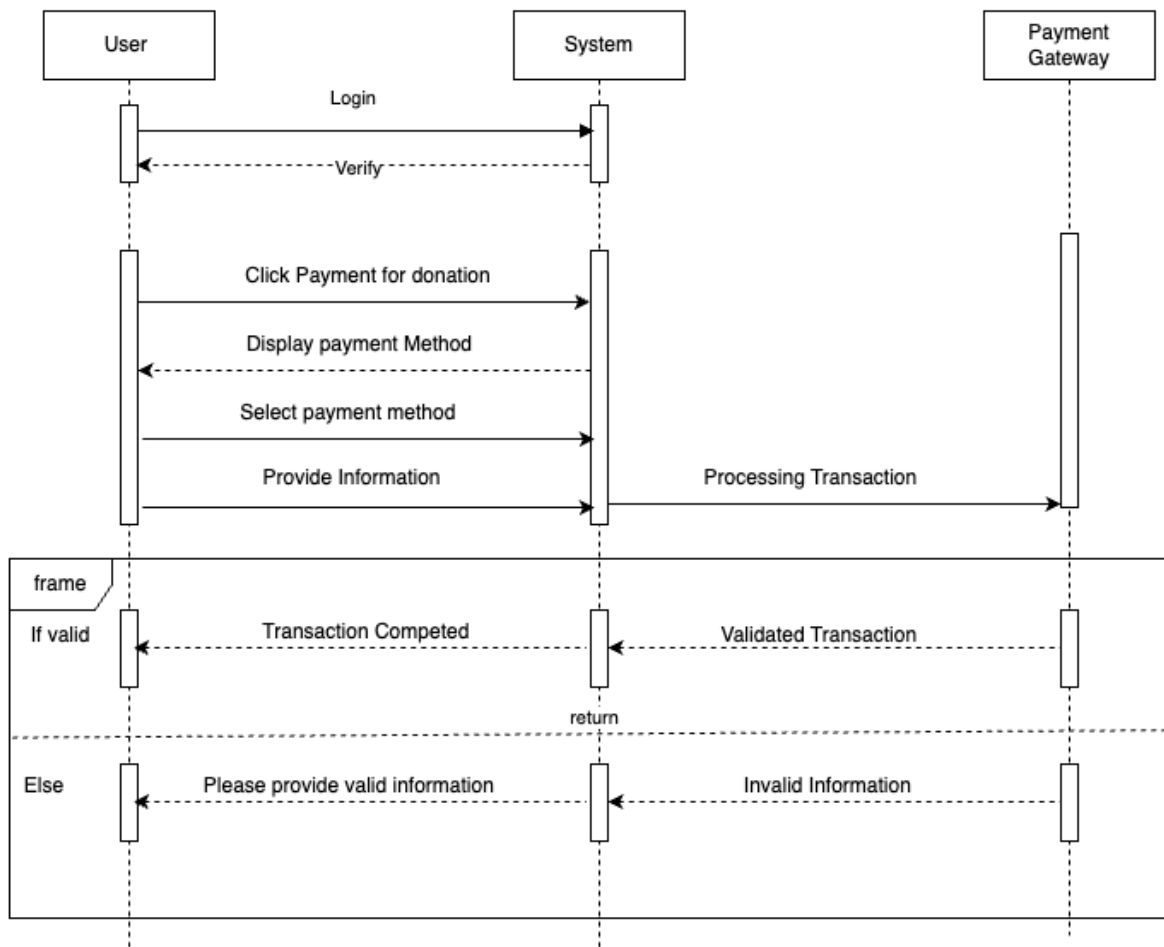 User
System
Payment
Gateway
Login
Verify
Click Payment for donation
Display payment Method
Select payment method
Provide Information
Processing Transaction
frame
If valid
Transaction Competed
Validated Transaction
return
Else
Please provide valid information
Invalid Information